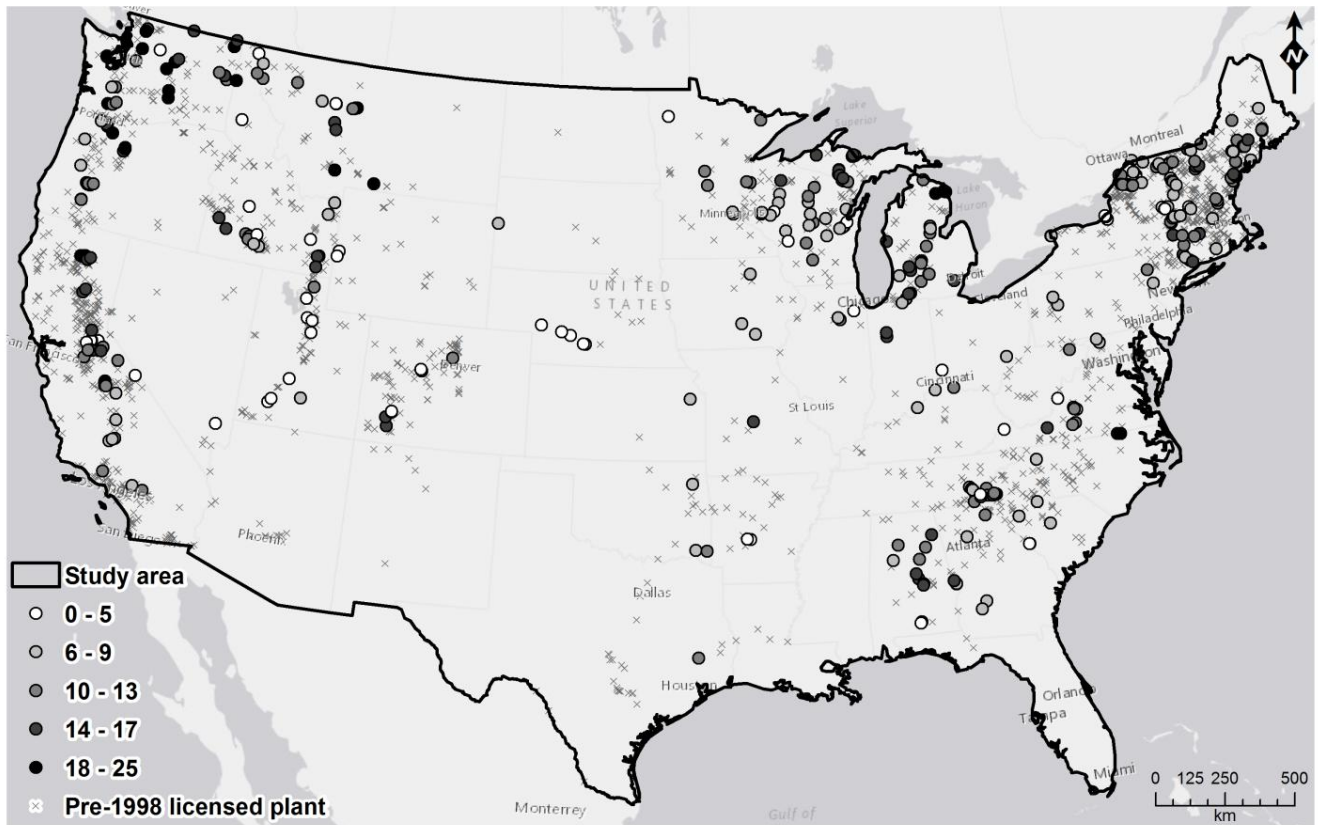 N
Lake
Superior
Montreal
Ottawa
Lake
Huron
Portland
Minneapolis
UNITED
STATES
Detroit
Chicago
Cleveland
New York
Philadelphia
San Francisco
Denver
Washington
Cincinnati
St Louis
Los Angeles
San Diego
Phoenix
Atlanta
Dallas
Houston
Orlando
Tampa
Miami
Monterrey
Gulf of
Study area
0 - 5
6 - 9
10 - 13
14 - 17
18 - 25
Pre-1998 licensed plant
0 125 250 500
km